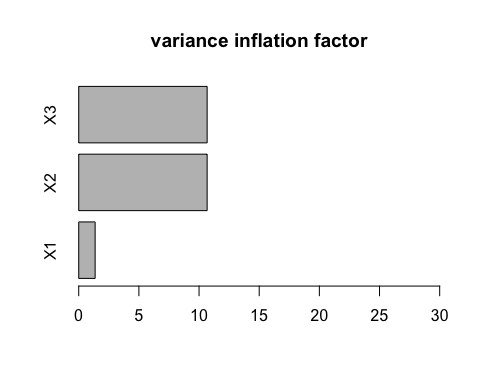 variance inflation factor
X3
X2
X1
0 5 10 15 20 25 30